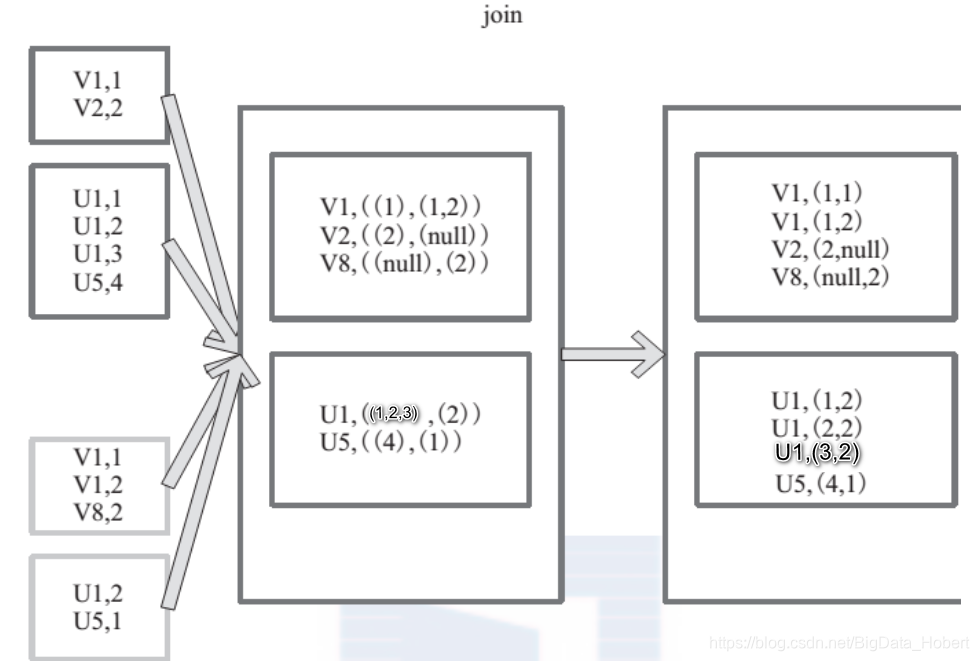 join
V1,1
V2,2
U1,1
U1,2
U1,3
U5,4
V1,1
V1,2
V8,2
U1,2
U5,1
V1,((1),(1,2))
V2,((2),(null))
V8,((null),(2))
U1,((1,2,3) ,(2))
U5,((4),(1))
V1,(1,1)
V1,(1,2)
V2,(2,null)
V8,(null,2)
U1,(1,2)
U1,(2,2)
U1,(3,2)
U5,(4,1)
https://blog.csdn.net/BigData_Hobert